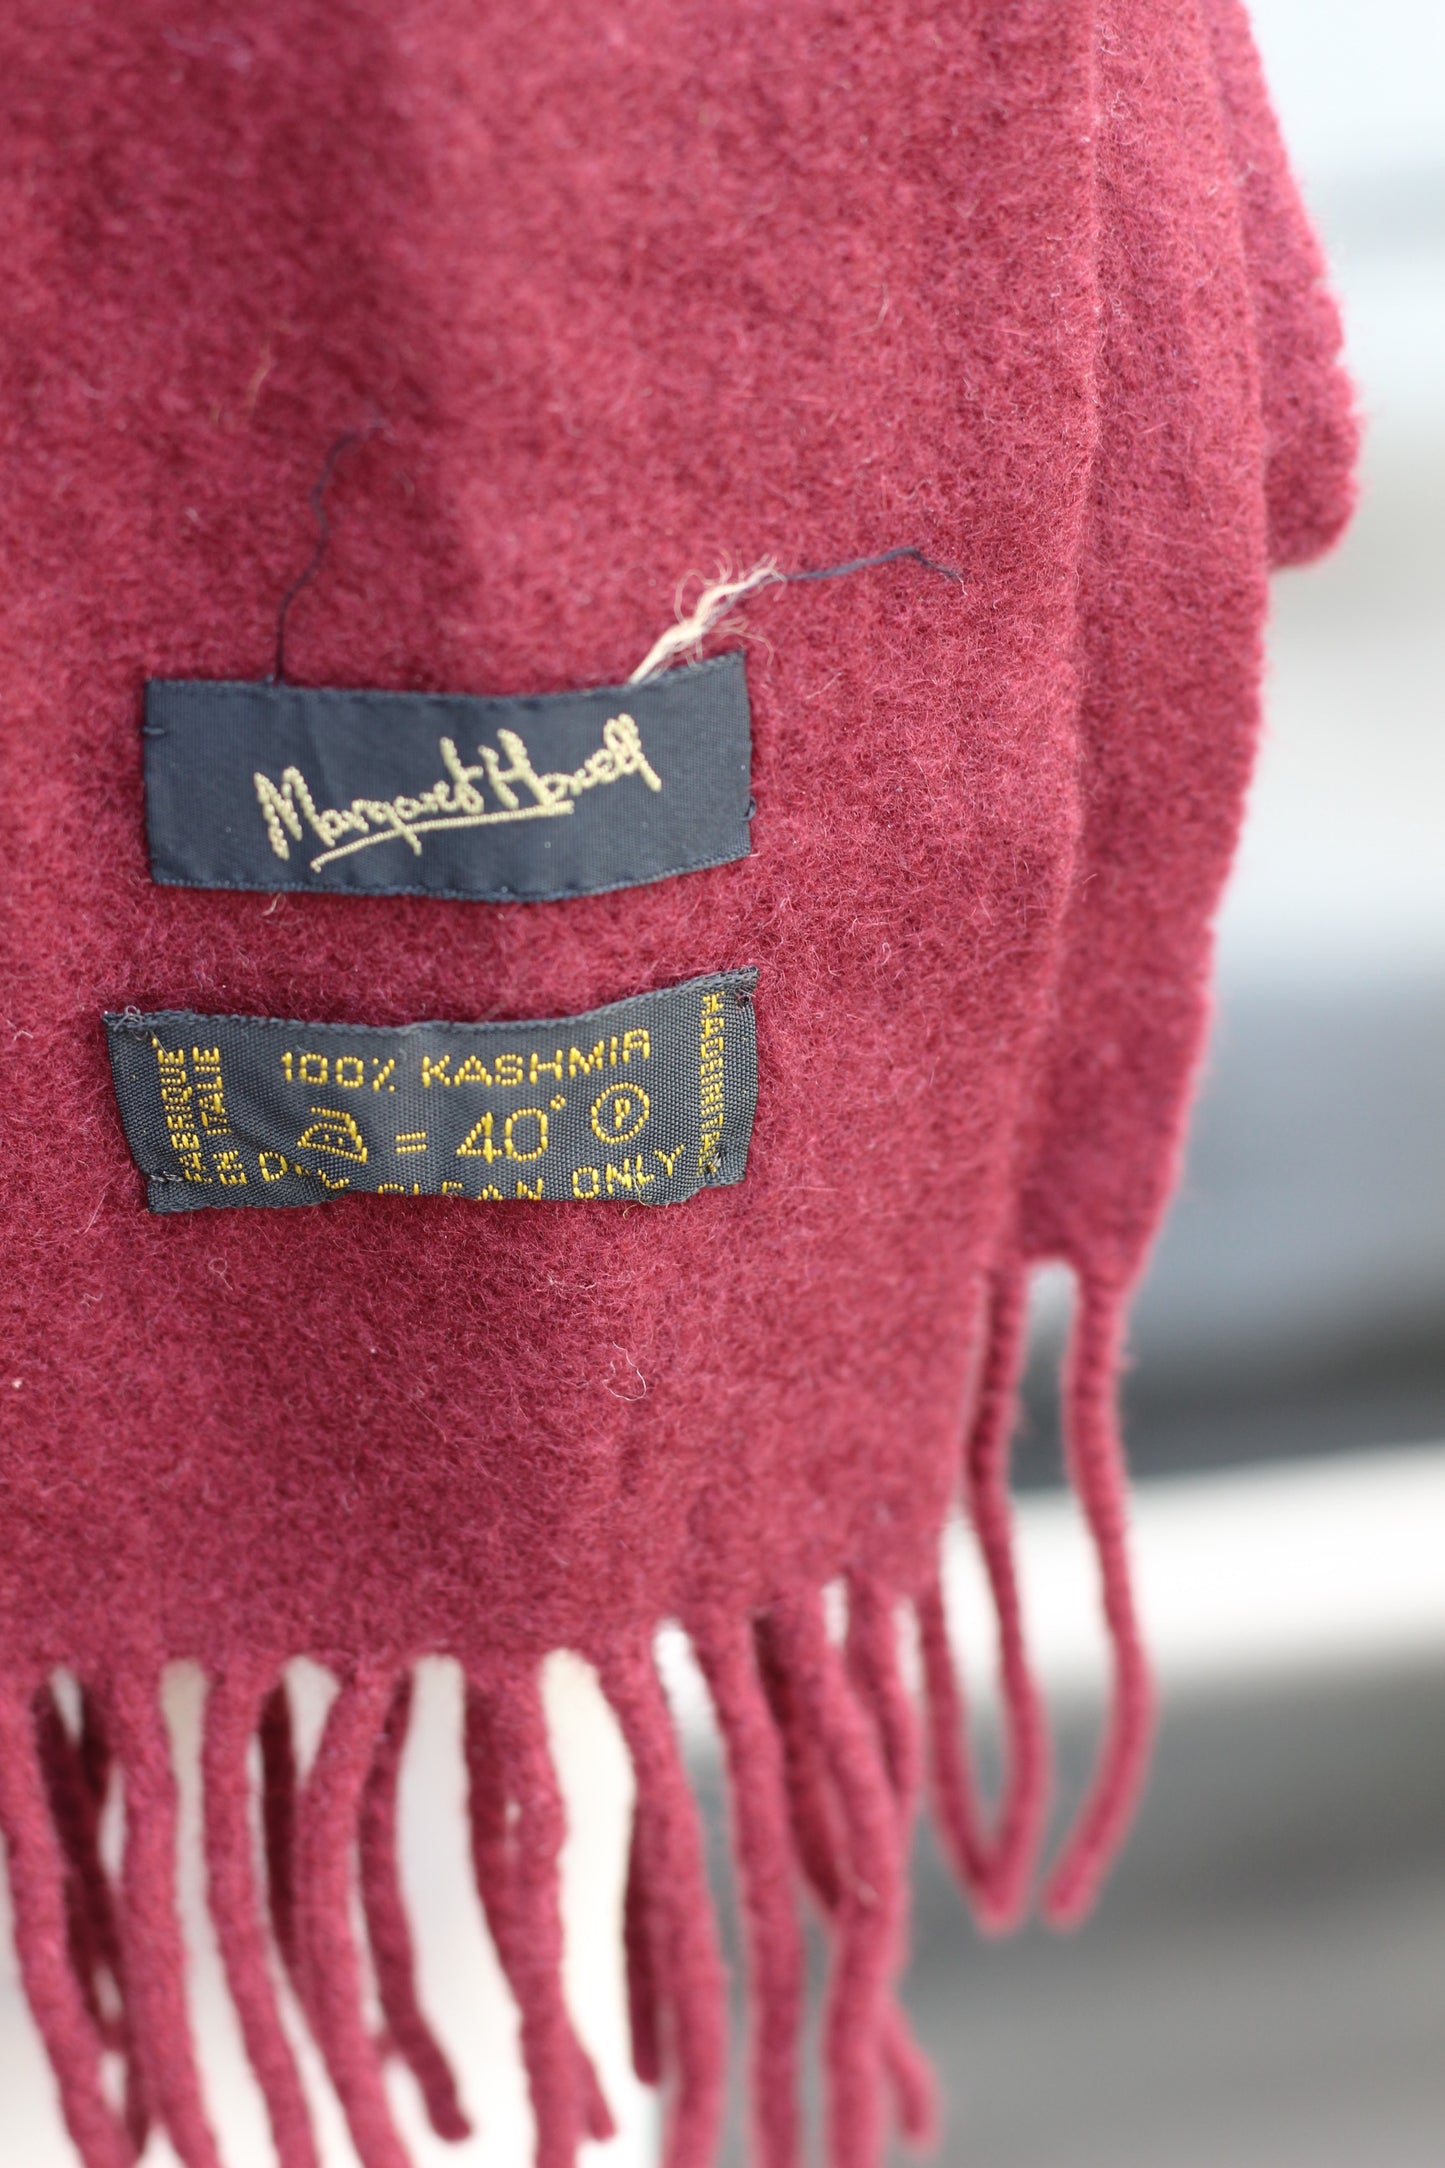 Margaret Howell
FABRIQUE
EN ITALIE
100% KASHMIR
= 40° P
DRY CLEAN ONLY